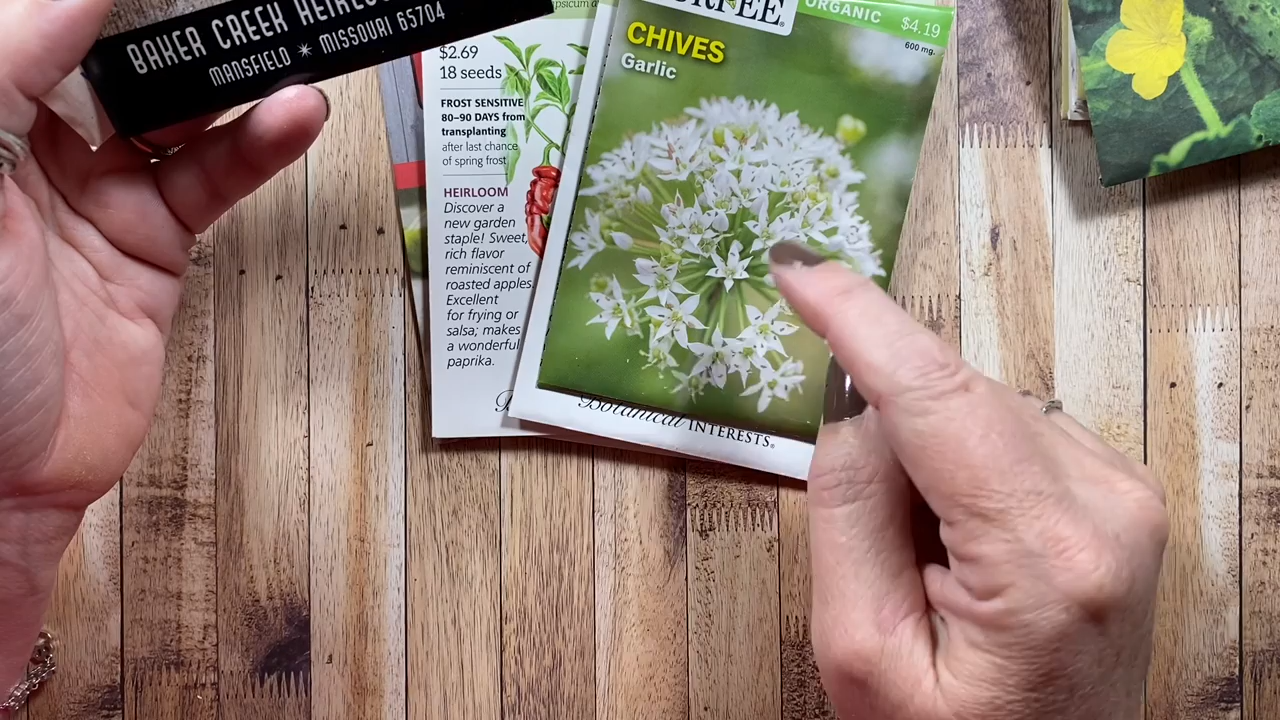 BAKER CREEK
MANSFIELD * MISSOURI 65704
$2.69
18 seeds
FROST SENSITIVE
80–90 DAYS from
transplanting
after last chance
of spring frost
HEIRLOOM
Discover a
new garden
staple! Sweet,
rich flavor
reminiscent of
roasted apples.
Excellent
for frying or
salsa; makes
a wonderful
paprika.
ORGANIC
$4.19
600 mg.
CHIVES
Garlic
Botanical INTERESTS®